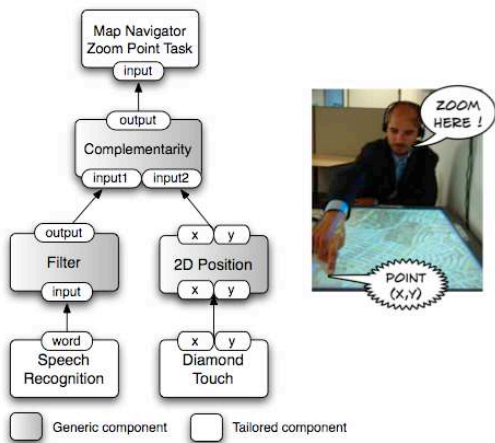 Map Navigator
Zoom Point Task
input
output
Complementarity
input1 input2
output
Filter
input
x y
2D Position
x y
word
Speech
Recognition
x y
Diamond
Touch
Generic component
Tailored component
ZOOM
HERE !
POINT
(X,Y)